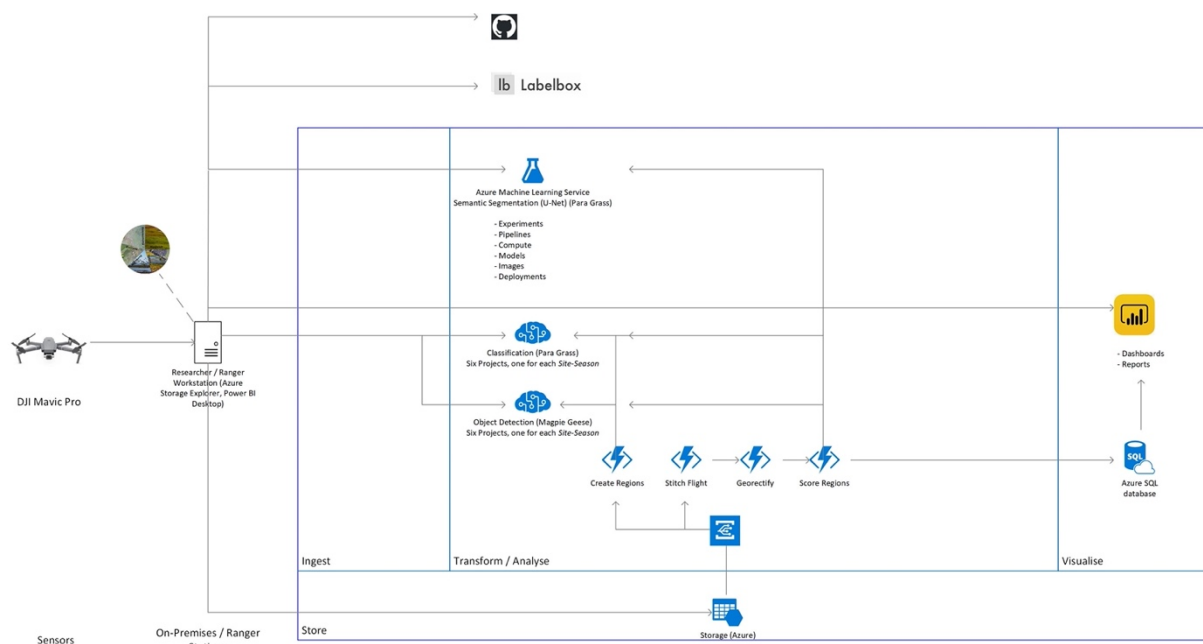 lb Labelbox
Azure Machine Learning Service
Semantic Segmentation (U-Net) (Para Grass)
- Experiments
- Pipelines
- Compute
- Models
- Images
- Deployments
DJI Mavic Pro
Researcher / Ranger
Workstation (Azure
Storage Explorer, Power BI
Desktop)
Classification (Para Grass)
Six Projects, one for each Site-Season
Object Detection (Magpie Geese)
Six Projects, one for each Site-Season
- Dashboards
- Reports
Create Regions
Stitch Flight
Georectify
Score Regions
SQL
Azure SQL
database
Ingest
Transform / Analyse
Visualise
Store
Storage (Azure)
Sensors
On-Premises / Ranger